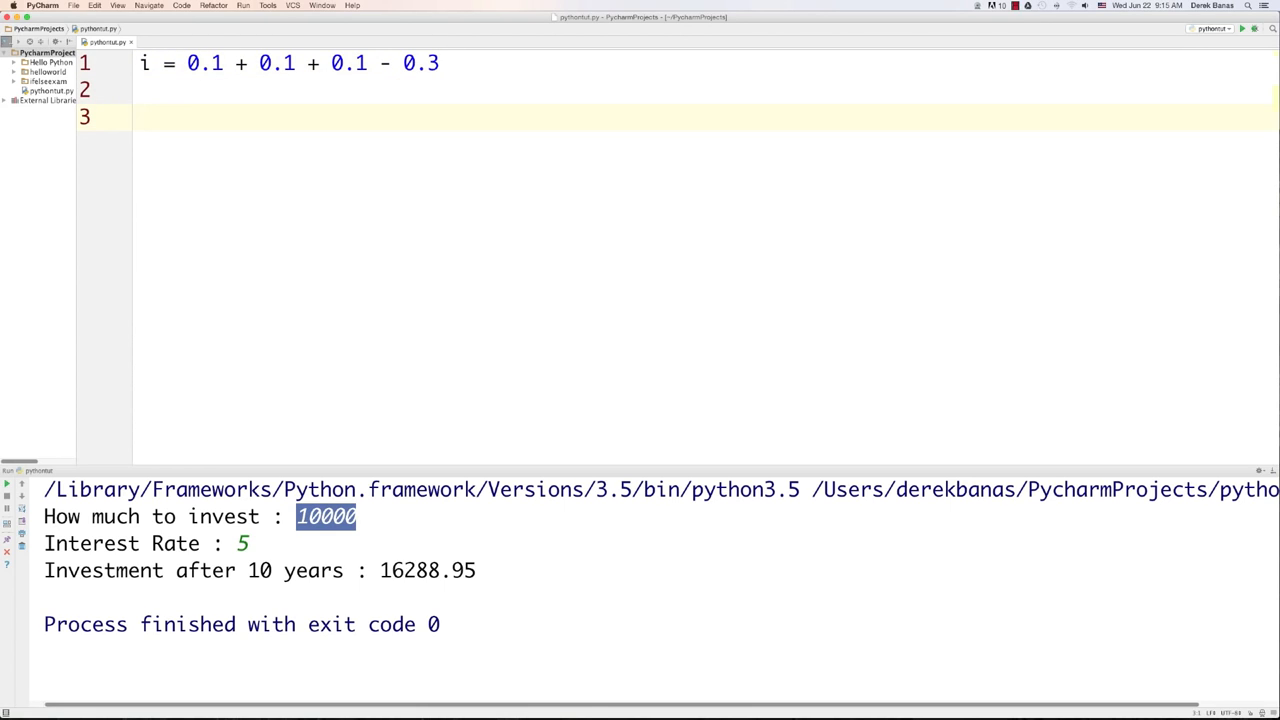 PyCharm File Edit View Navigate Code Refactor Run Tools VCS Window Help 10 Wed Jun 22 9:15 AM Derek Banas
pythontut.py - PycharmProjects - [~/PycharmProjects]
PycharmProjects pythontut.py pythontut
pythontut.py
PycharmProject
Hello Python
helloworld
ifelseexam
pythontut.py
External Librarie
1 i = 0.1 + 0.1 + 0.1 - 0.3
2
3
Run pythontut
/Library/Frameworks/Python.framework/Versions/3.5/bin/python3.5 /Users/derekbanas/PycharmProjects/pytho
How much to invest : 10000
Interest Rate : 5
Investment after 10 years : 16288.95
Process finished with exit code 0
3:1 LF UTF-8